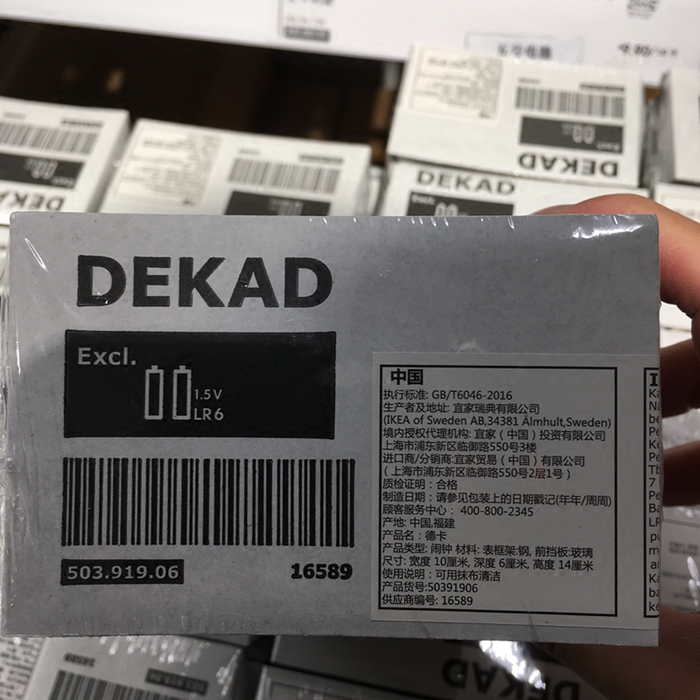 DEKAD
Excl.
DEKAD
Excl.
DEKAD
Excl.
1.5V
LR6
503.919.06
16589
中国
执行标准: GB/T6046-2016
生产者及地址: 宜家瑞典有限公司
(IKEA of Sweden AB,34381 Älmhult,Sweden)
境内授权代理机构: 宜家（中国）投资有限公司
上海市浦东新区临御路550号3楼
进口商/分销商:宜家贸易（中国）有限公司
（上海市浦东新区临御路550号2层1号）
质检证明：合格
制造日期：请参见包装上的日期戳记(年年/周周)
顾客服务中心： 400-800-2345
产地: 中国,福建
产品名: 德卡
产品类型: 闹钟 材料: 表框架:钢, 前挡板:玻璃
尺寸: 宽度 10厘米, 深度 6厘米, 高度 14厘米
使用说明：可用抹布清洁
产品货号:50391906
供应商编号: 16589
DEKAD